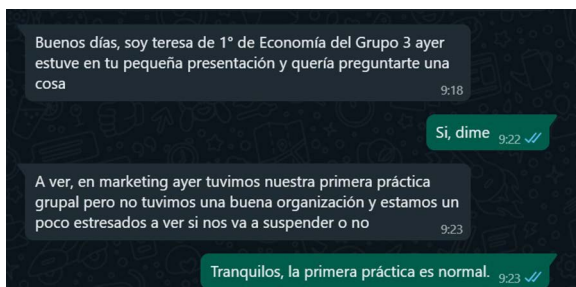 Buenos días, soy teresa de 1° de Economía del Grupo 3 ayer
estuve en tu pequeña presentación y quería preguntarte una
cosa
9:18
Si, dime 9:22
A ver, en marketing ayer tuvimos nuestra primera práctica
grupal pero no tuvimos una buena organización y estamos un
poco estresados a ver si nos va a suspender o no
9:23
Tranquilos, la primera práctica es normal. 9:23